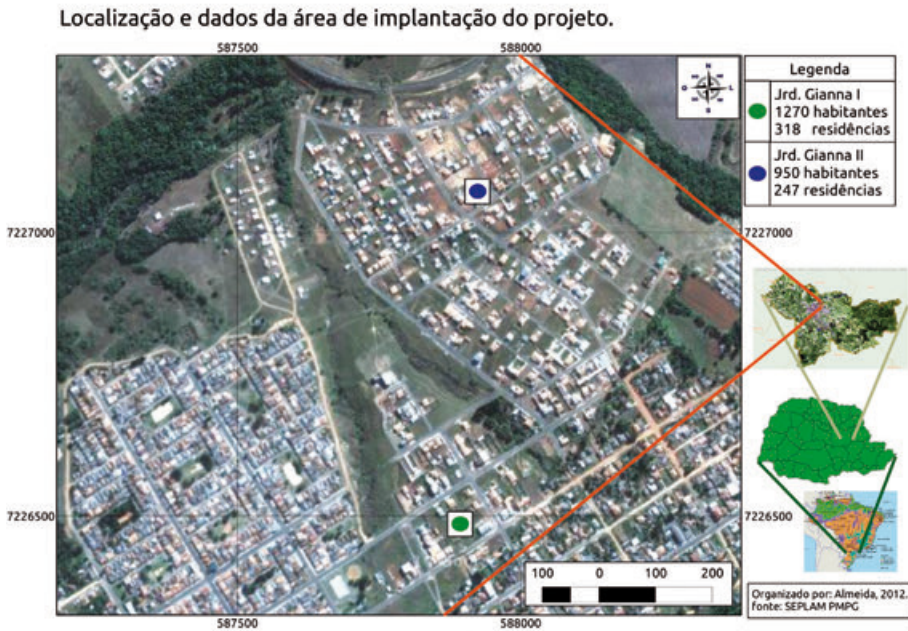 Localização e dados da área de implantação do projeto.
587500 588000
Legenda
Jrd. Gianna I
1270 habitantes
318 residências
Jrd. Gianna II
950 habitantes
247 residências
N
O L
S
7227000 7227000
7226500 7226500
100 0 100 200
587500 588000
Organizado por: Almeida, 2012.
fonte: SEPLAM PMPG